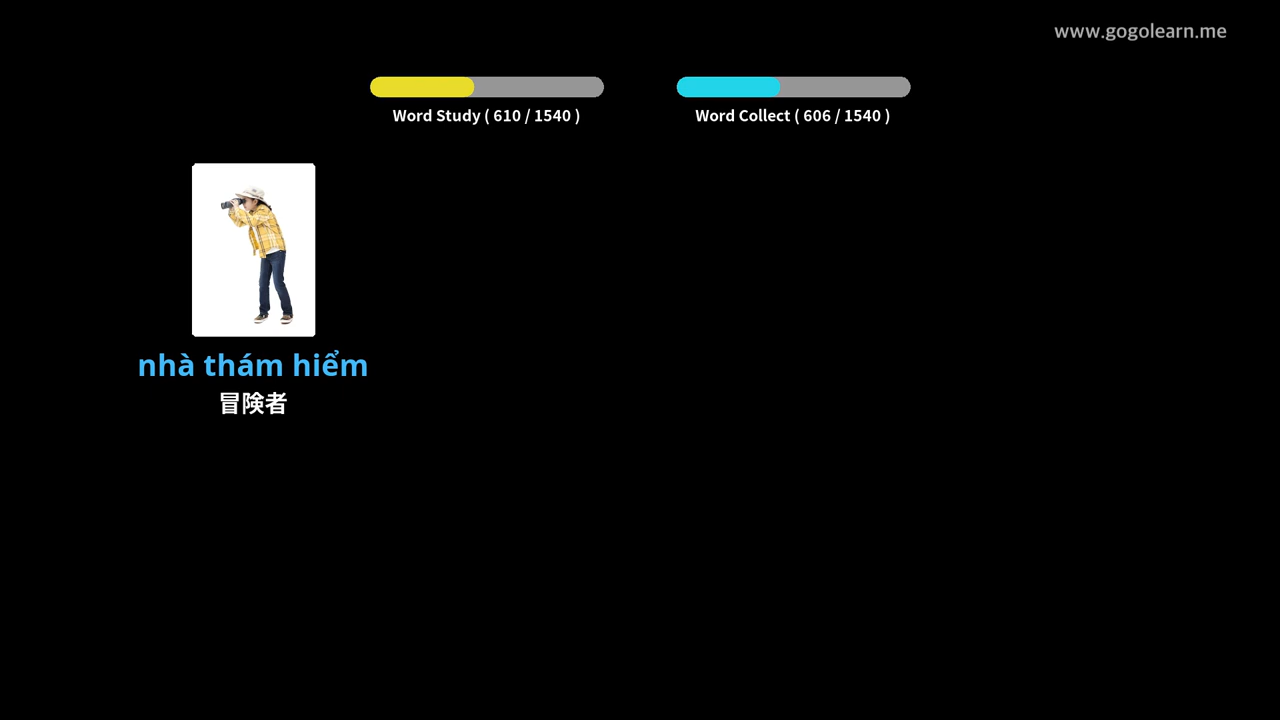 www.gogolearn.me
Word Study ( 610 / 1540 )
Word Collect ( 606 / 1540 )
nhà thám hiểm
冒険者